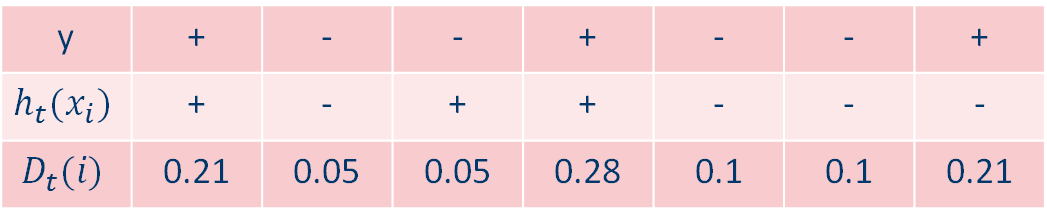 y + - - + - - +
h_t(x_i) + - + + - - -
D_t(i) 0.21 0.05 0.05 0.28 0.1 0.1 0.21